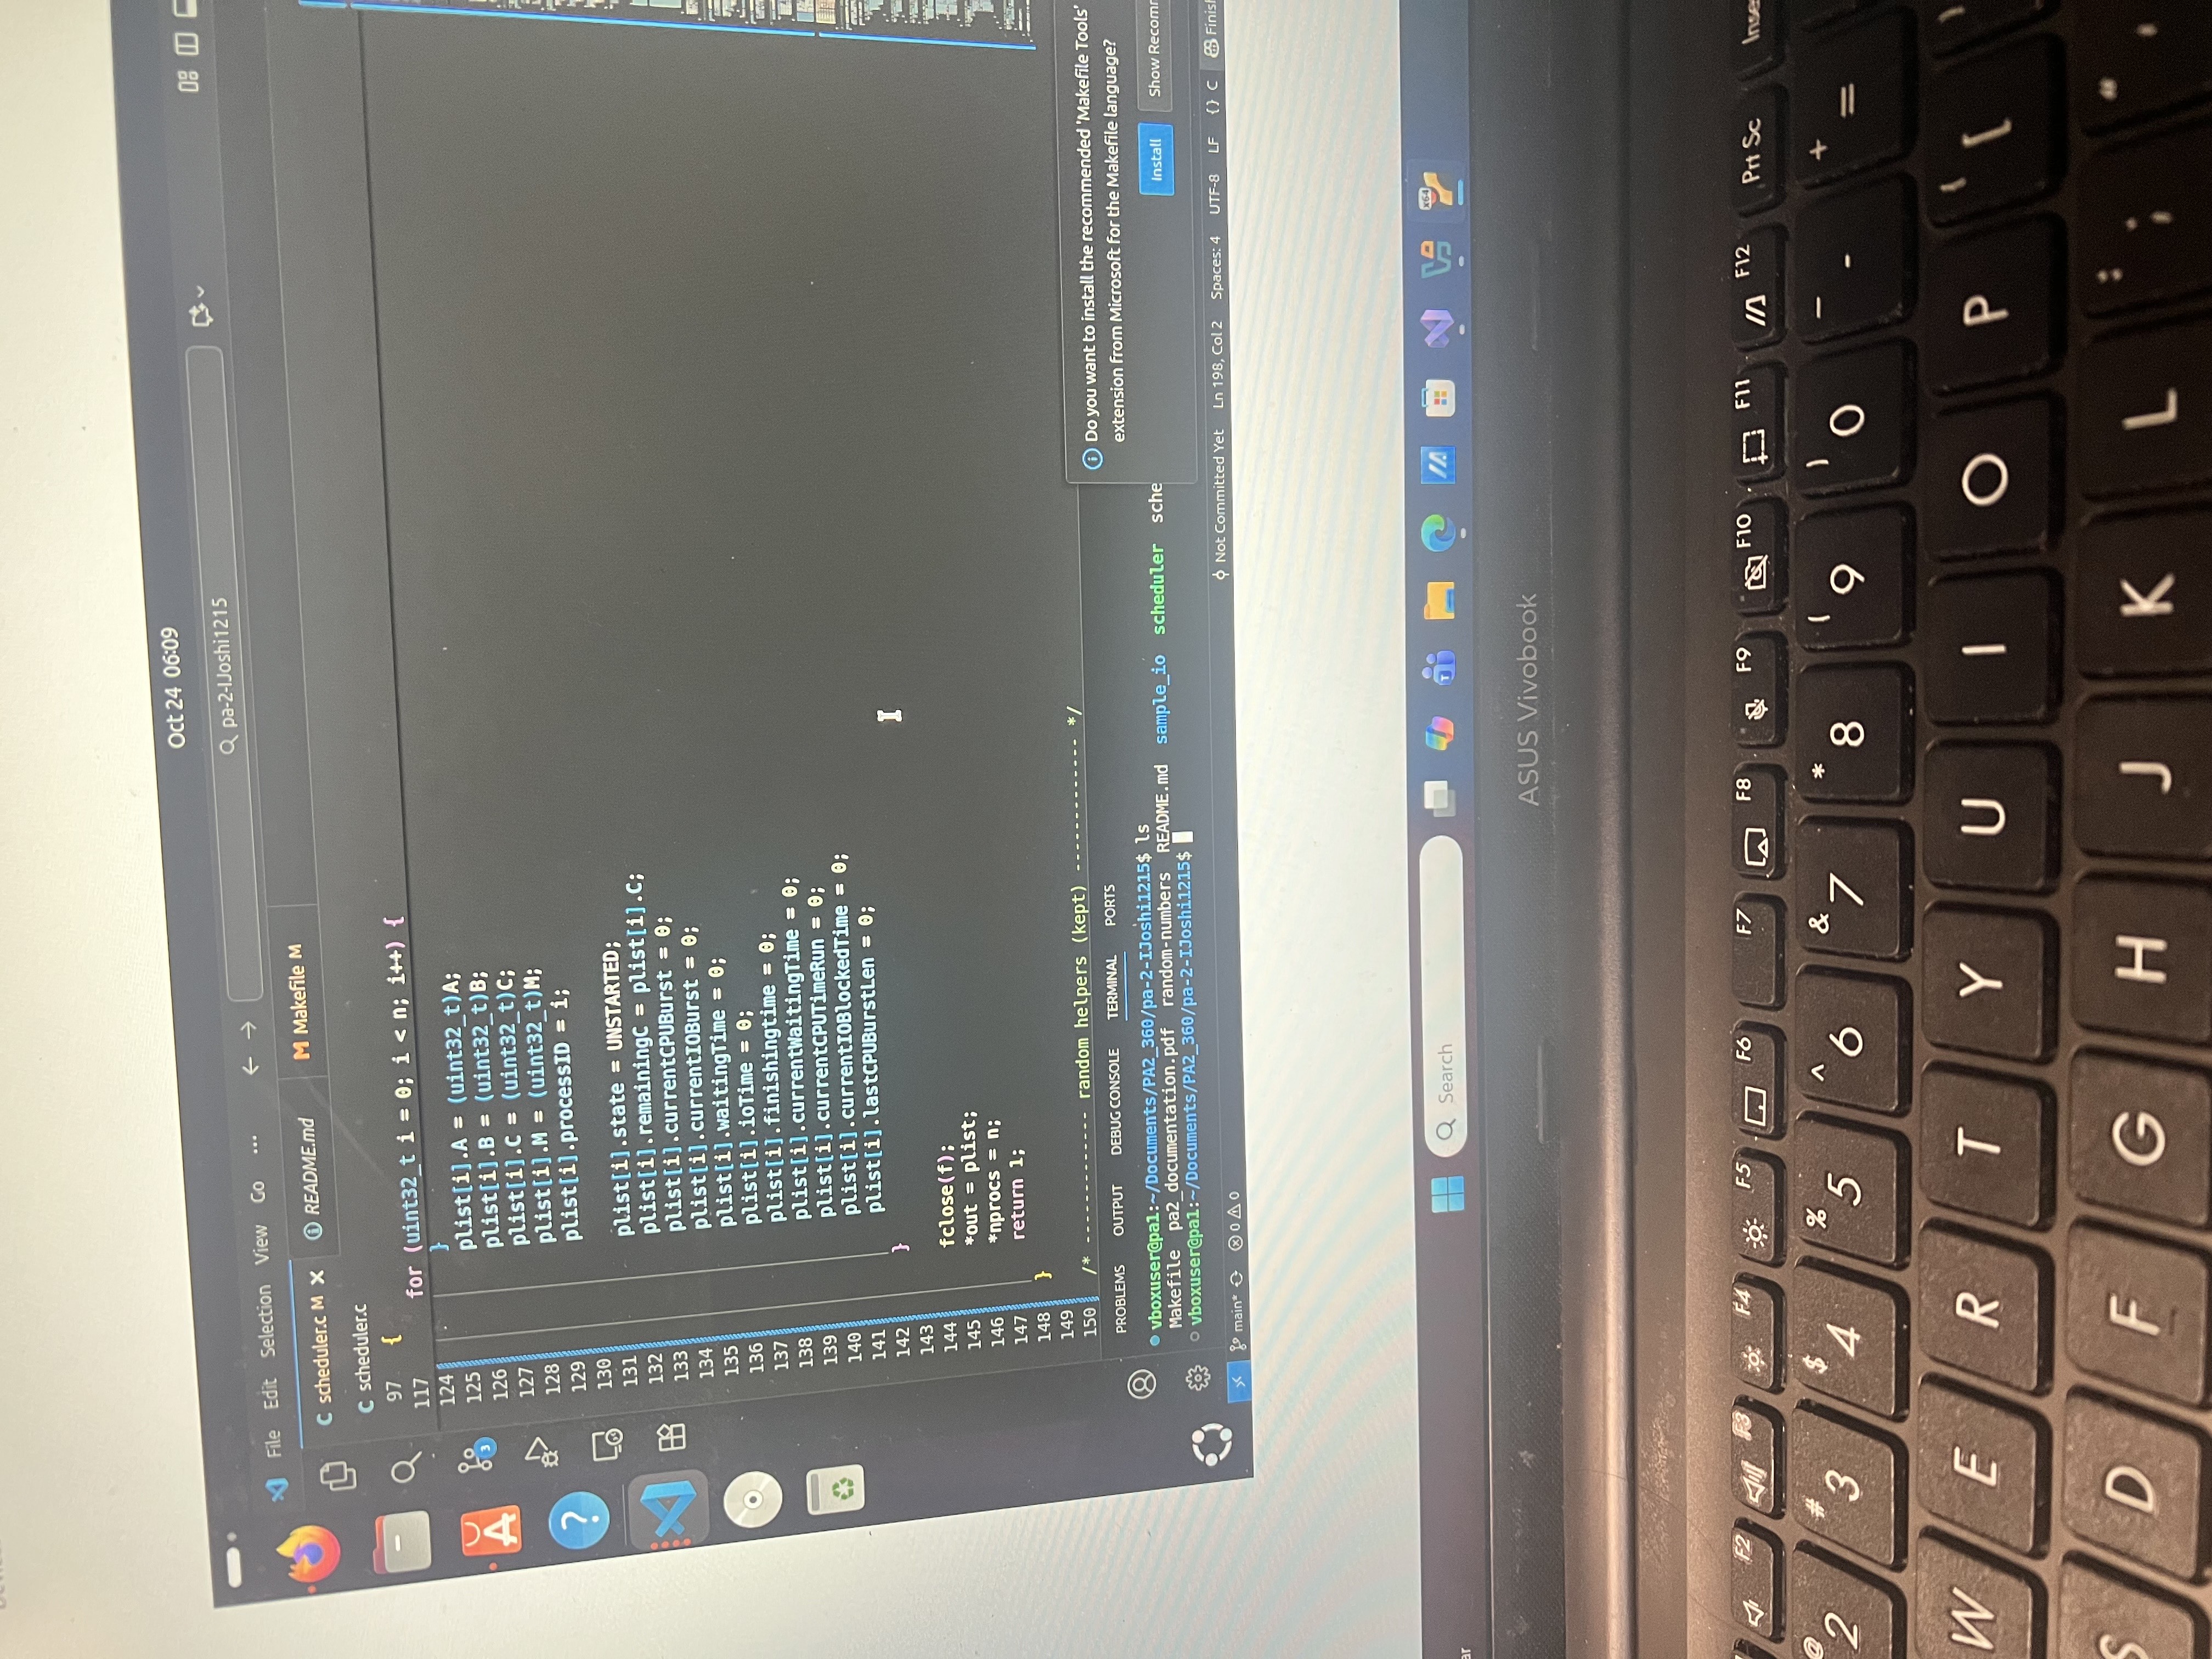 Oct 24 06:09
pa-2-IJoshi1215
File Edit Selection View Go ...
C scheduler.c M × README.md M Makefile M
C scheduler.c
97 {
117 for (uint32_t i = 0; i < n; i++) {
124 }
125 plist[i].A = (uint32_t)A;
126 plist[i].B = (uint32_t)B;
127 plist[i].C = (uint32_t)C;
128 plist[i].M = (uint32_t)M;
129 plist[i].processID = i;
130
131 plist[i].state = UNSTARTED;
132 plist[i].remainingC = plist[i].C;
133 plist[i].currentCPUBurst = 0;
134 plist[i].currentIOBurst = 0;
135 plist[i].waitingTime = 0;
136 plist[i].ioTime = 0;
137 plist[i].finishingtime = 0;
138 plist[i].currentWaitingTime = 0;
139 plist[i].currentCPUTimeRun = 0;
140 plist[i].currentIOBlockedTime = 0;
141 plist[i].lastCPUBurstLen = 0;
142 }
143
144 fclose(f);
145 *out = plist;
146 *nprocs = n;
147 return 1;
148 }
149
150 /* ------------- random helpers (kept) ------------- */
3
PROBLEMS OUTPUT DEBUG CONSOLE TERMINAL PORTS
vboxuser@pa1:~/Documents/PA2_360/pa-2-IJoshi1215$ ls
Makefile pa2_documentation.pdf random-numbers README.md sample_io scheduler sche
vboxuser@pa1:~/Documents/PA2_360/pa-2-IJoshi1215$
Do you want to install the recommended 'Makefile Tools'
extension from Microsoft for the Makefile language?
Install Show Recomm
main* 0 0 Not Committed Yet Ln 198, Col 2 Spaces: 4 UTF-8 LF {} C Finish
ar
Search
x64
ASUS Vivobook
F2 F3 F4 F5 F6 F7 F8 F9 F10 F11 F12 Prt Sc Inse
@ 2 # 3 $ 4 % 5 ^ 6 & 7 * 8 ( 9 ) 0 _ - + =
W E R T Y U I O P { [
S D F G H J K L : ; "